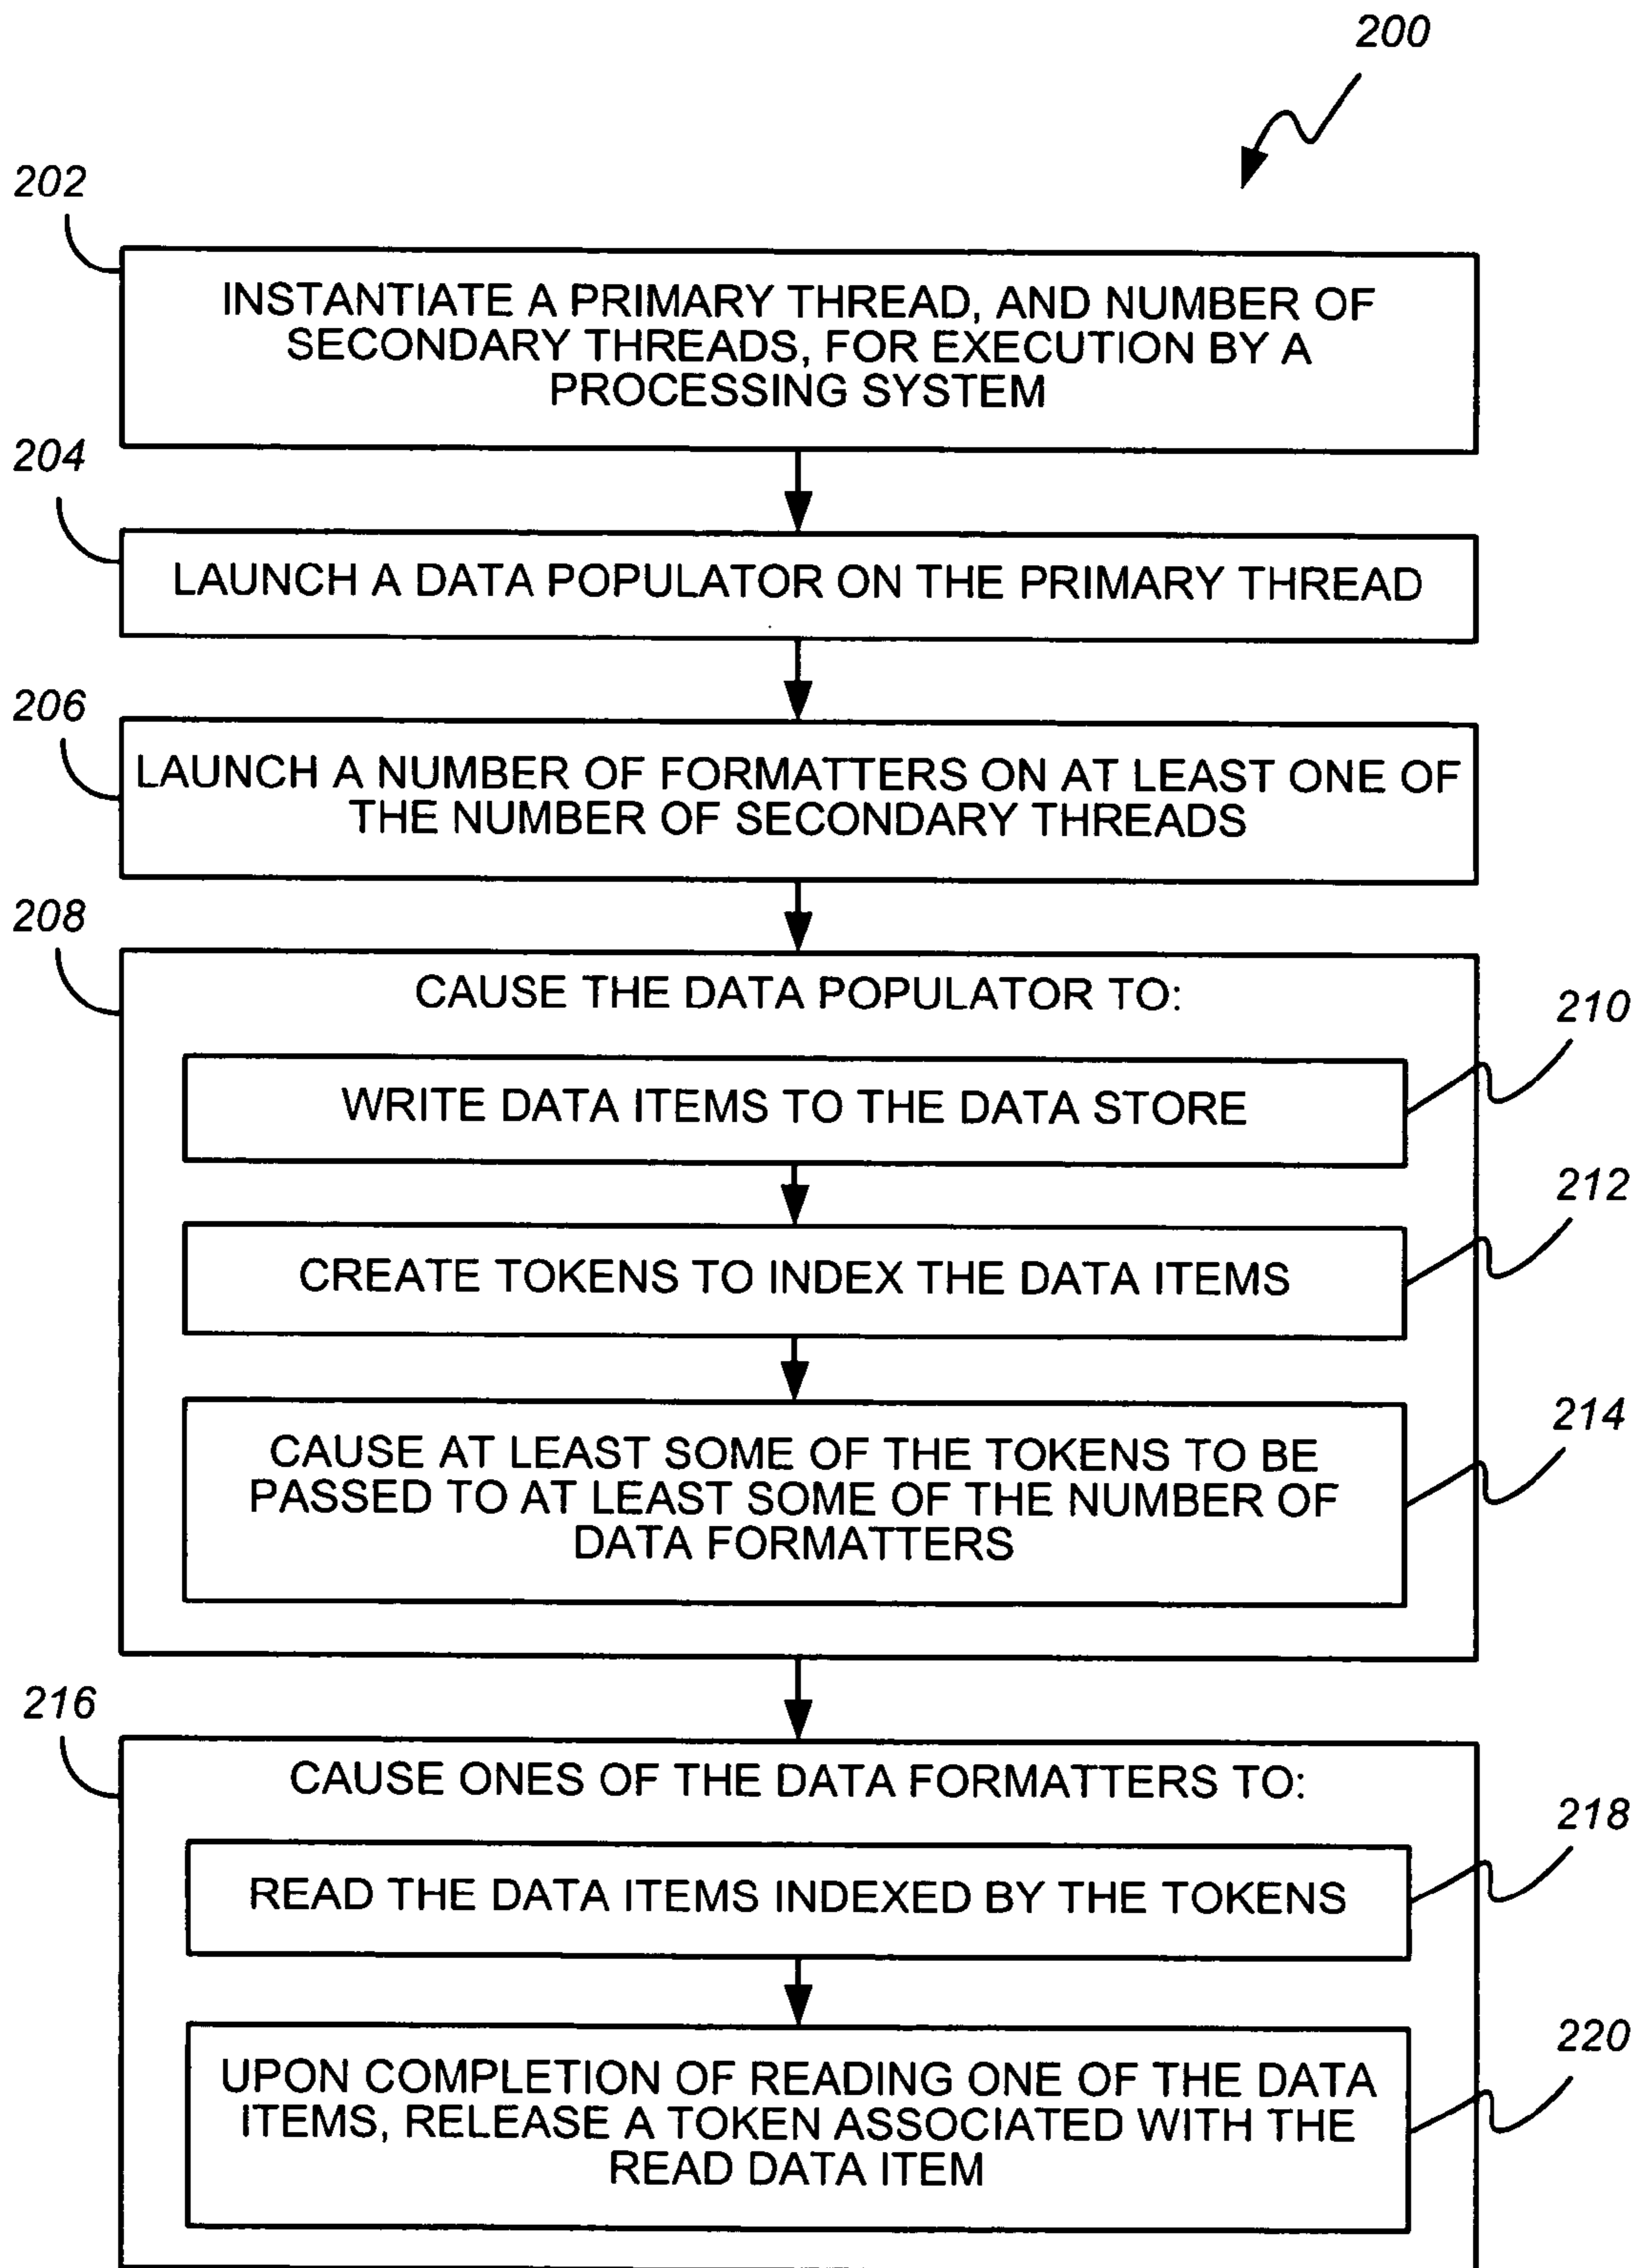 200
202
INSTANTIATE A PRIMARY THREAD, AND NUMBER OF
SECONDARY THREADS, FOR EXECUTION BY A
PROCESSING SYSTEM
204
LAUNCH A DATA POPULATOR ON THE PRIMARY THREAD
206
LAUNCH A NUMBER OF FORMATTERS ON AT LEAST ONE OF
THE NUMBER OF SECONDARY THREADS
208
CAUSE THE DATA POPULATOR TO:
210
WRITE DATA ITEMS TO THE DATA STORE
212
CREATE TOKENS TO INDEX THE DATA ITEMS
214
CAUSE AT LEAST SOME OF THE TOKENS TO BE
PASSED TO AT LEAST SOME OF THE NUMBER OF
DATA FORMATTERS
216
CAUSE ONES OF THE DATA FORMATTERS TO:
218
READ THE DATA ITEMS INDEXED BY THE TOKENS
220
UPON COMPLETION OF READING ONE OF THE DATA
ITEMS, RELEASE A TOKEN ASSOCIATED WITH THE
READ DATA ITEM